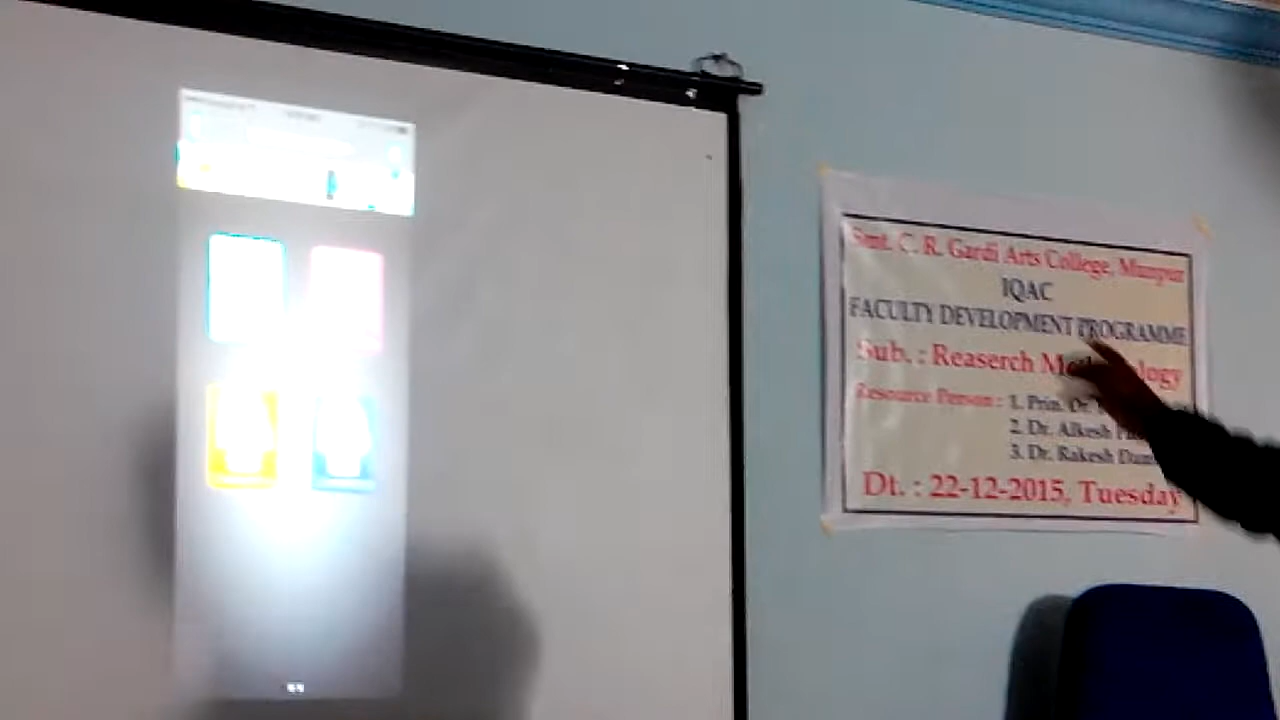 Smt. C. R. Gardi Arts College, Munpur
IQAC
FACULTY DEVELOPMENT PROGRAMME
Sub. : Reaserch
Resource Person : 1. Prin. Dr.
2. Dr. Alkesh
3. Dr. Rakesh
Dt. : 22-12-2015, Tuesday